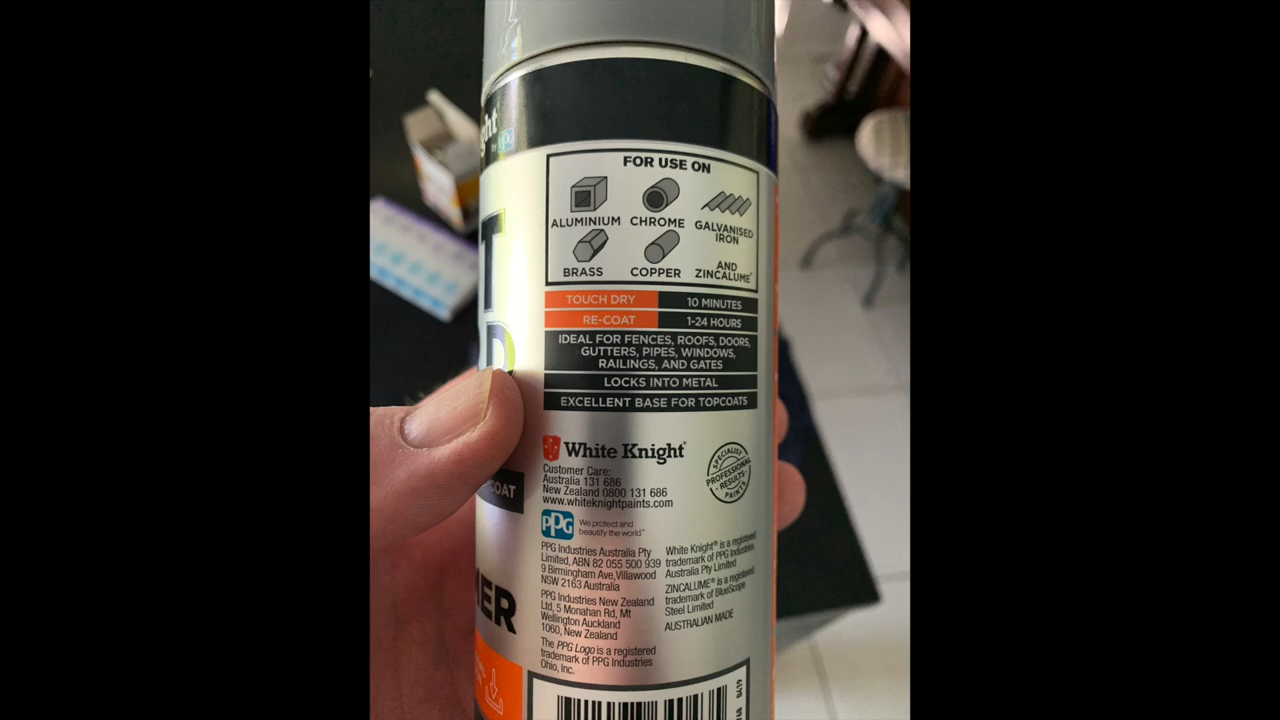 ght
by PPG
T
FOR USE ON
ALUMINIUM
CHROME
GALVANISED
IRON
BRASS
COPPER
AND
ZINCALUME®
TOUCH DRY 10 MINUTES
RE-COAT 1-24 HOURS
IDEAL FOR FENCES, ROOFS, DOORS,
GUTTERS, PIPES, WINDOWS,
RAILINGS, AND GATES
LOCKS INTO METAL
EXCELLENT BASE FOR TOPCOATS
White Knight®
Customer Care:
Australia 131 686
New Zealand 0800 131 686
www.whiteknightpaints.com
SPECIALIST
PROFESSIONAL
RESULTS
PAINTS
COAT
PPG
We protect and
beautify the world™
PPG Industries Australia Pty
Limited, ABN 82 055 500 939
9 Birmingham Ave, Villawood
NSW 2163 Australia
PPG Industries New Zealand
Ltd, 5 Monahan Rd, Mt
Wellington Auckland
1060, New Zealand
The PPG Logo is a registered
trademark of PPG Industries
Ohio, Inc.
White Knight® is a registered
trademark of PPG Industries
Australia Pty Limited
ZINCALUME® is a registered
trademark of BlueScope
Steel Limited
AUSTRALIAN MADE
MER